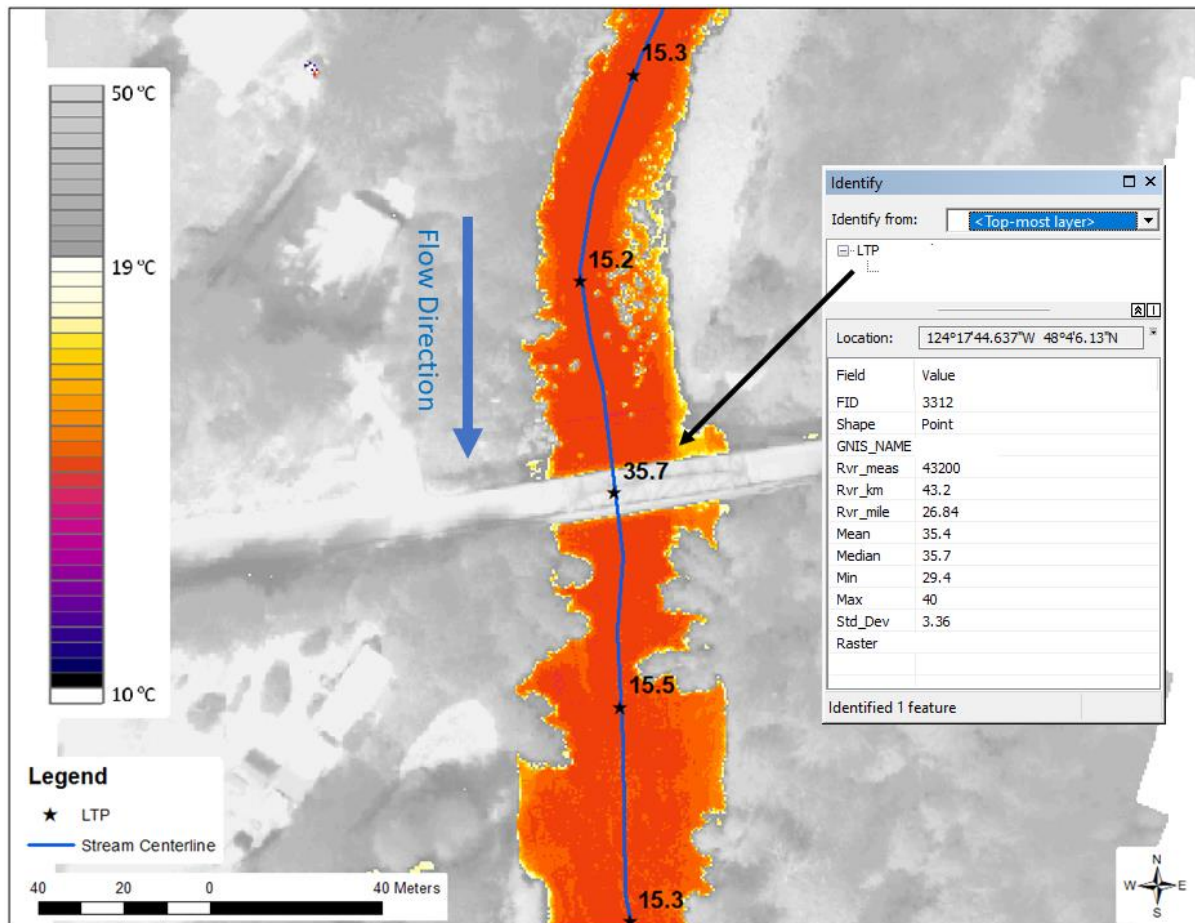 15.3
50 ºC
Identify
Identify from: <Top-most layer>
19 ºC
LTP
15.2
Flow Direction
Location: 124°17'44.637"W 48°4'6.13"N
Field Value
FID 3312
Shape Point
GNIS_NAME
35.7
Rvr_meas 43200
Rvr_km 43.2
Rvr_mile 26.84
Mean 35.4
Median 35.7
Min 29.4
Max 40
Std_Dev 3.36
Raster
15.5
10 ºC
Identified 1 feature
Legend
LTP
Stream Centerline
40 20 0 40 Meters
15.3
N
W E
S